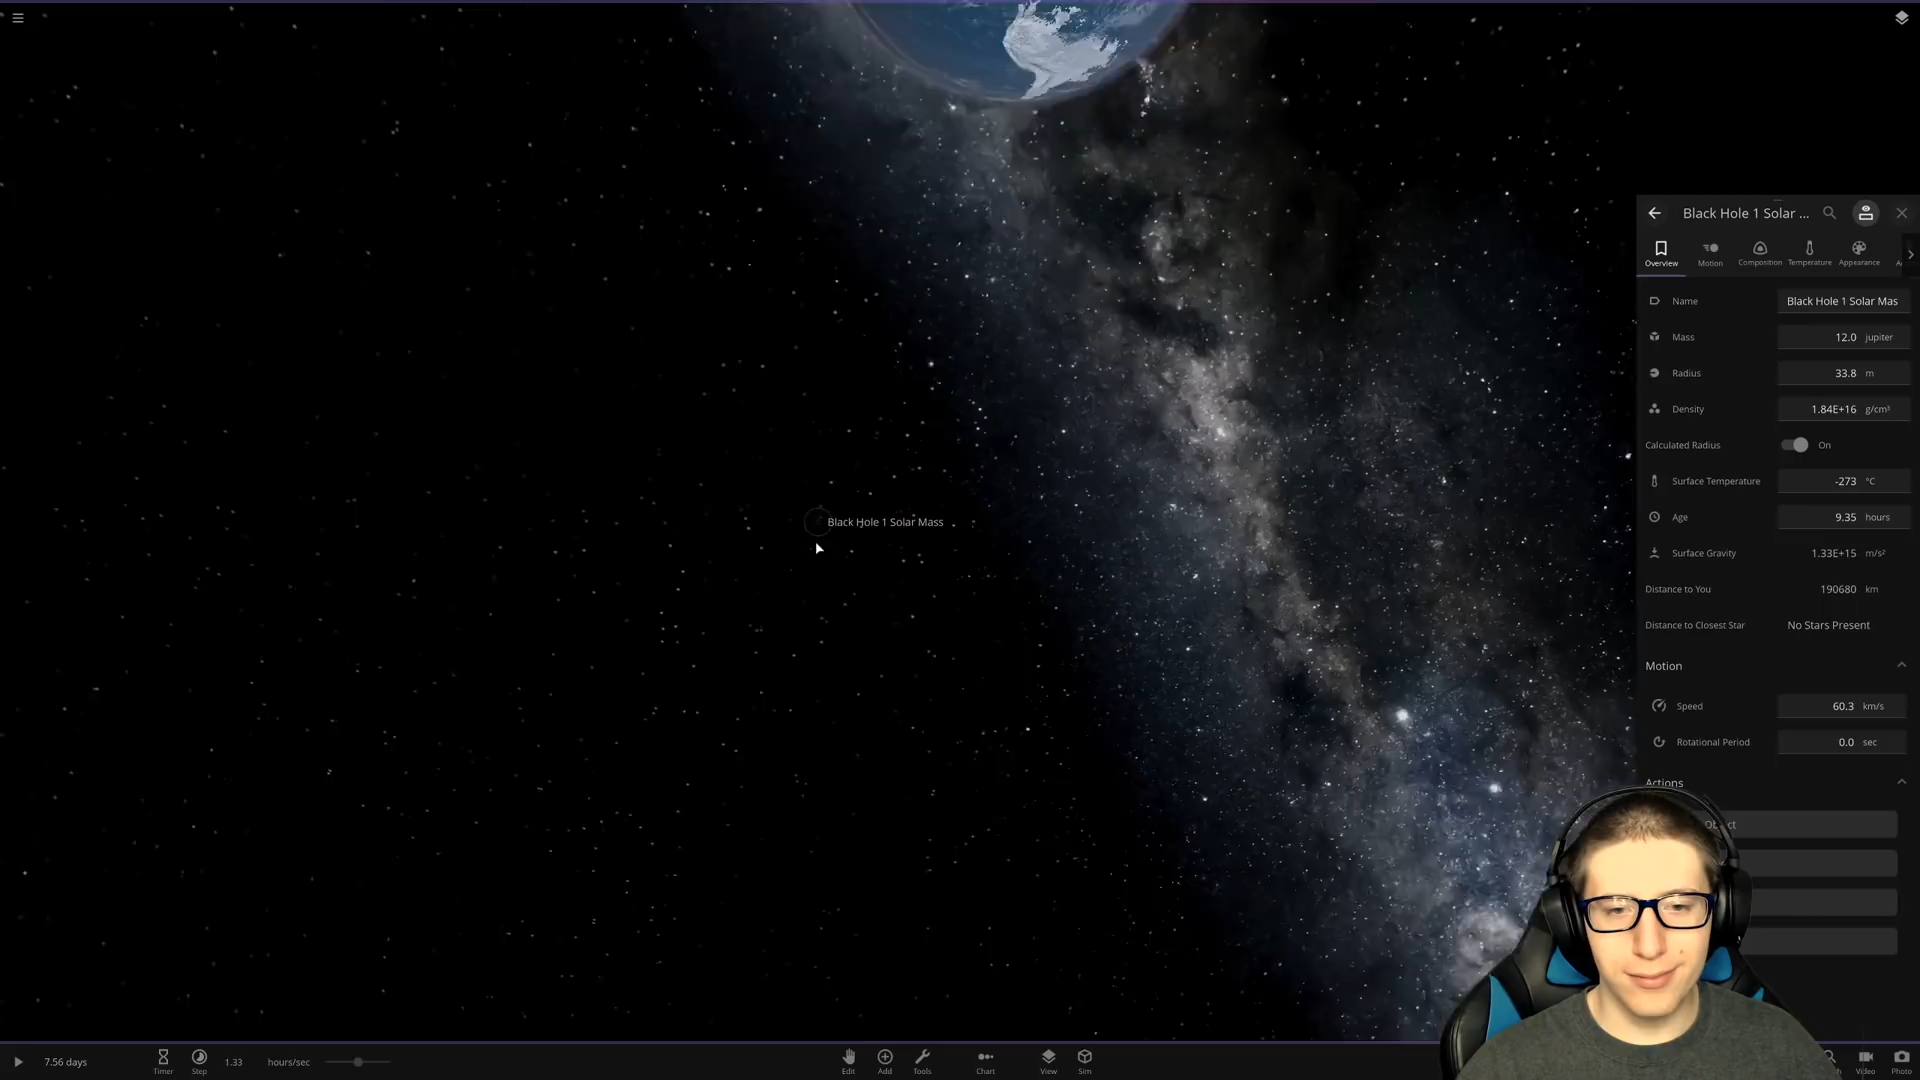 Black Hole 1 Solar ...
Overview
Motion
Composition
Temperature
Appearance
Name Black Hole 1 Solar Mas
Mass 12.0 jupiter
Radius 33.8 m
Density 1.84E+16 g/cm³
Calculated Radius On
Surface Temperature -273 °C
Age 9.35 hours
Surface Gravity 1.33E+15 m/s²
Distance to You 190680 km
Distance to Closest Star No Stars Present
Motion
Speed 60.3 km/s
Rotational Period 0.0 sec
Actions
Black Hole 1 Solar Mass
7.56 days
Timer
Step
1.33 hours/sec
Edit
Add
Tools
Chart
View
Sim
Video
Photo